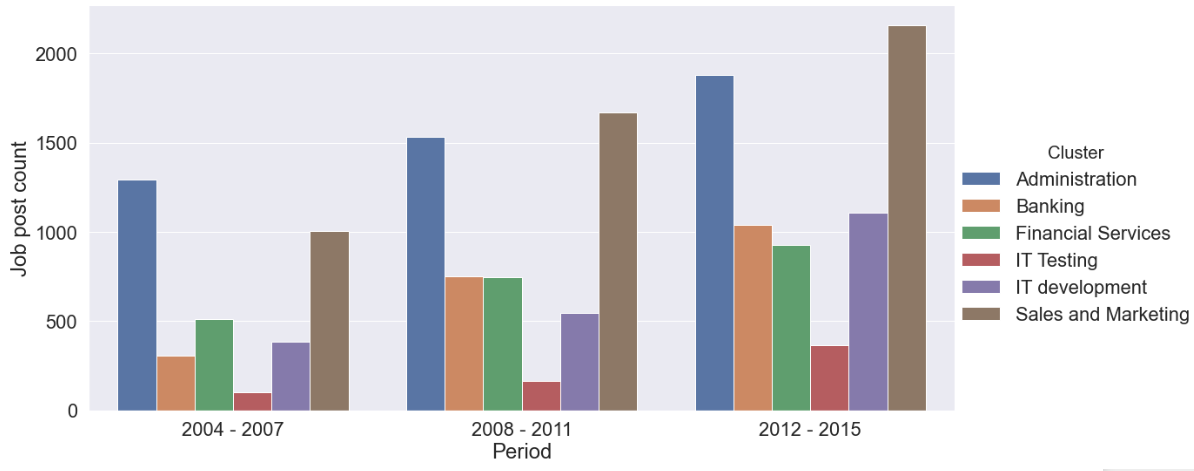 2000
1500
1000
500
0
Job post count
2004 - 2007
2008 - 2011
2012 - 2015
Period
Cluster
Administration
Banking
Financial Services
IT Testing
IT development
Sales and Marketing